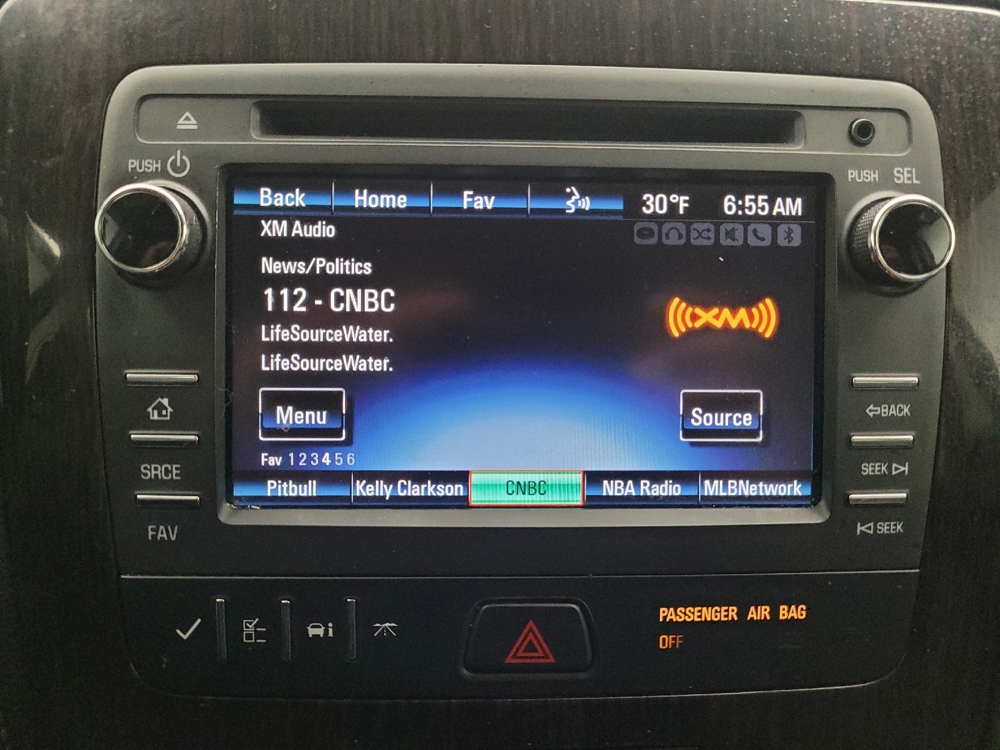 PUSH
PUSH SEL
Back Home Fav 30°F 6:55 AM
XM Audio
News/Politics
112 - CNBC
XM
LifeSourceWater.
LifeSourceWater.
Menu Source
BACK
Fav 1 2 3 4 5 6
SRCE SEEK
Pitbull Kelly Clarkson CNBC NBA Radio MLBNetwork
FAV SEEK
PASSENGER AIR BAG
OFF